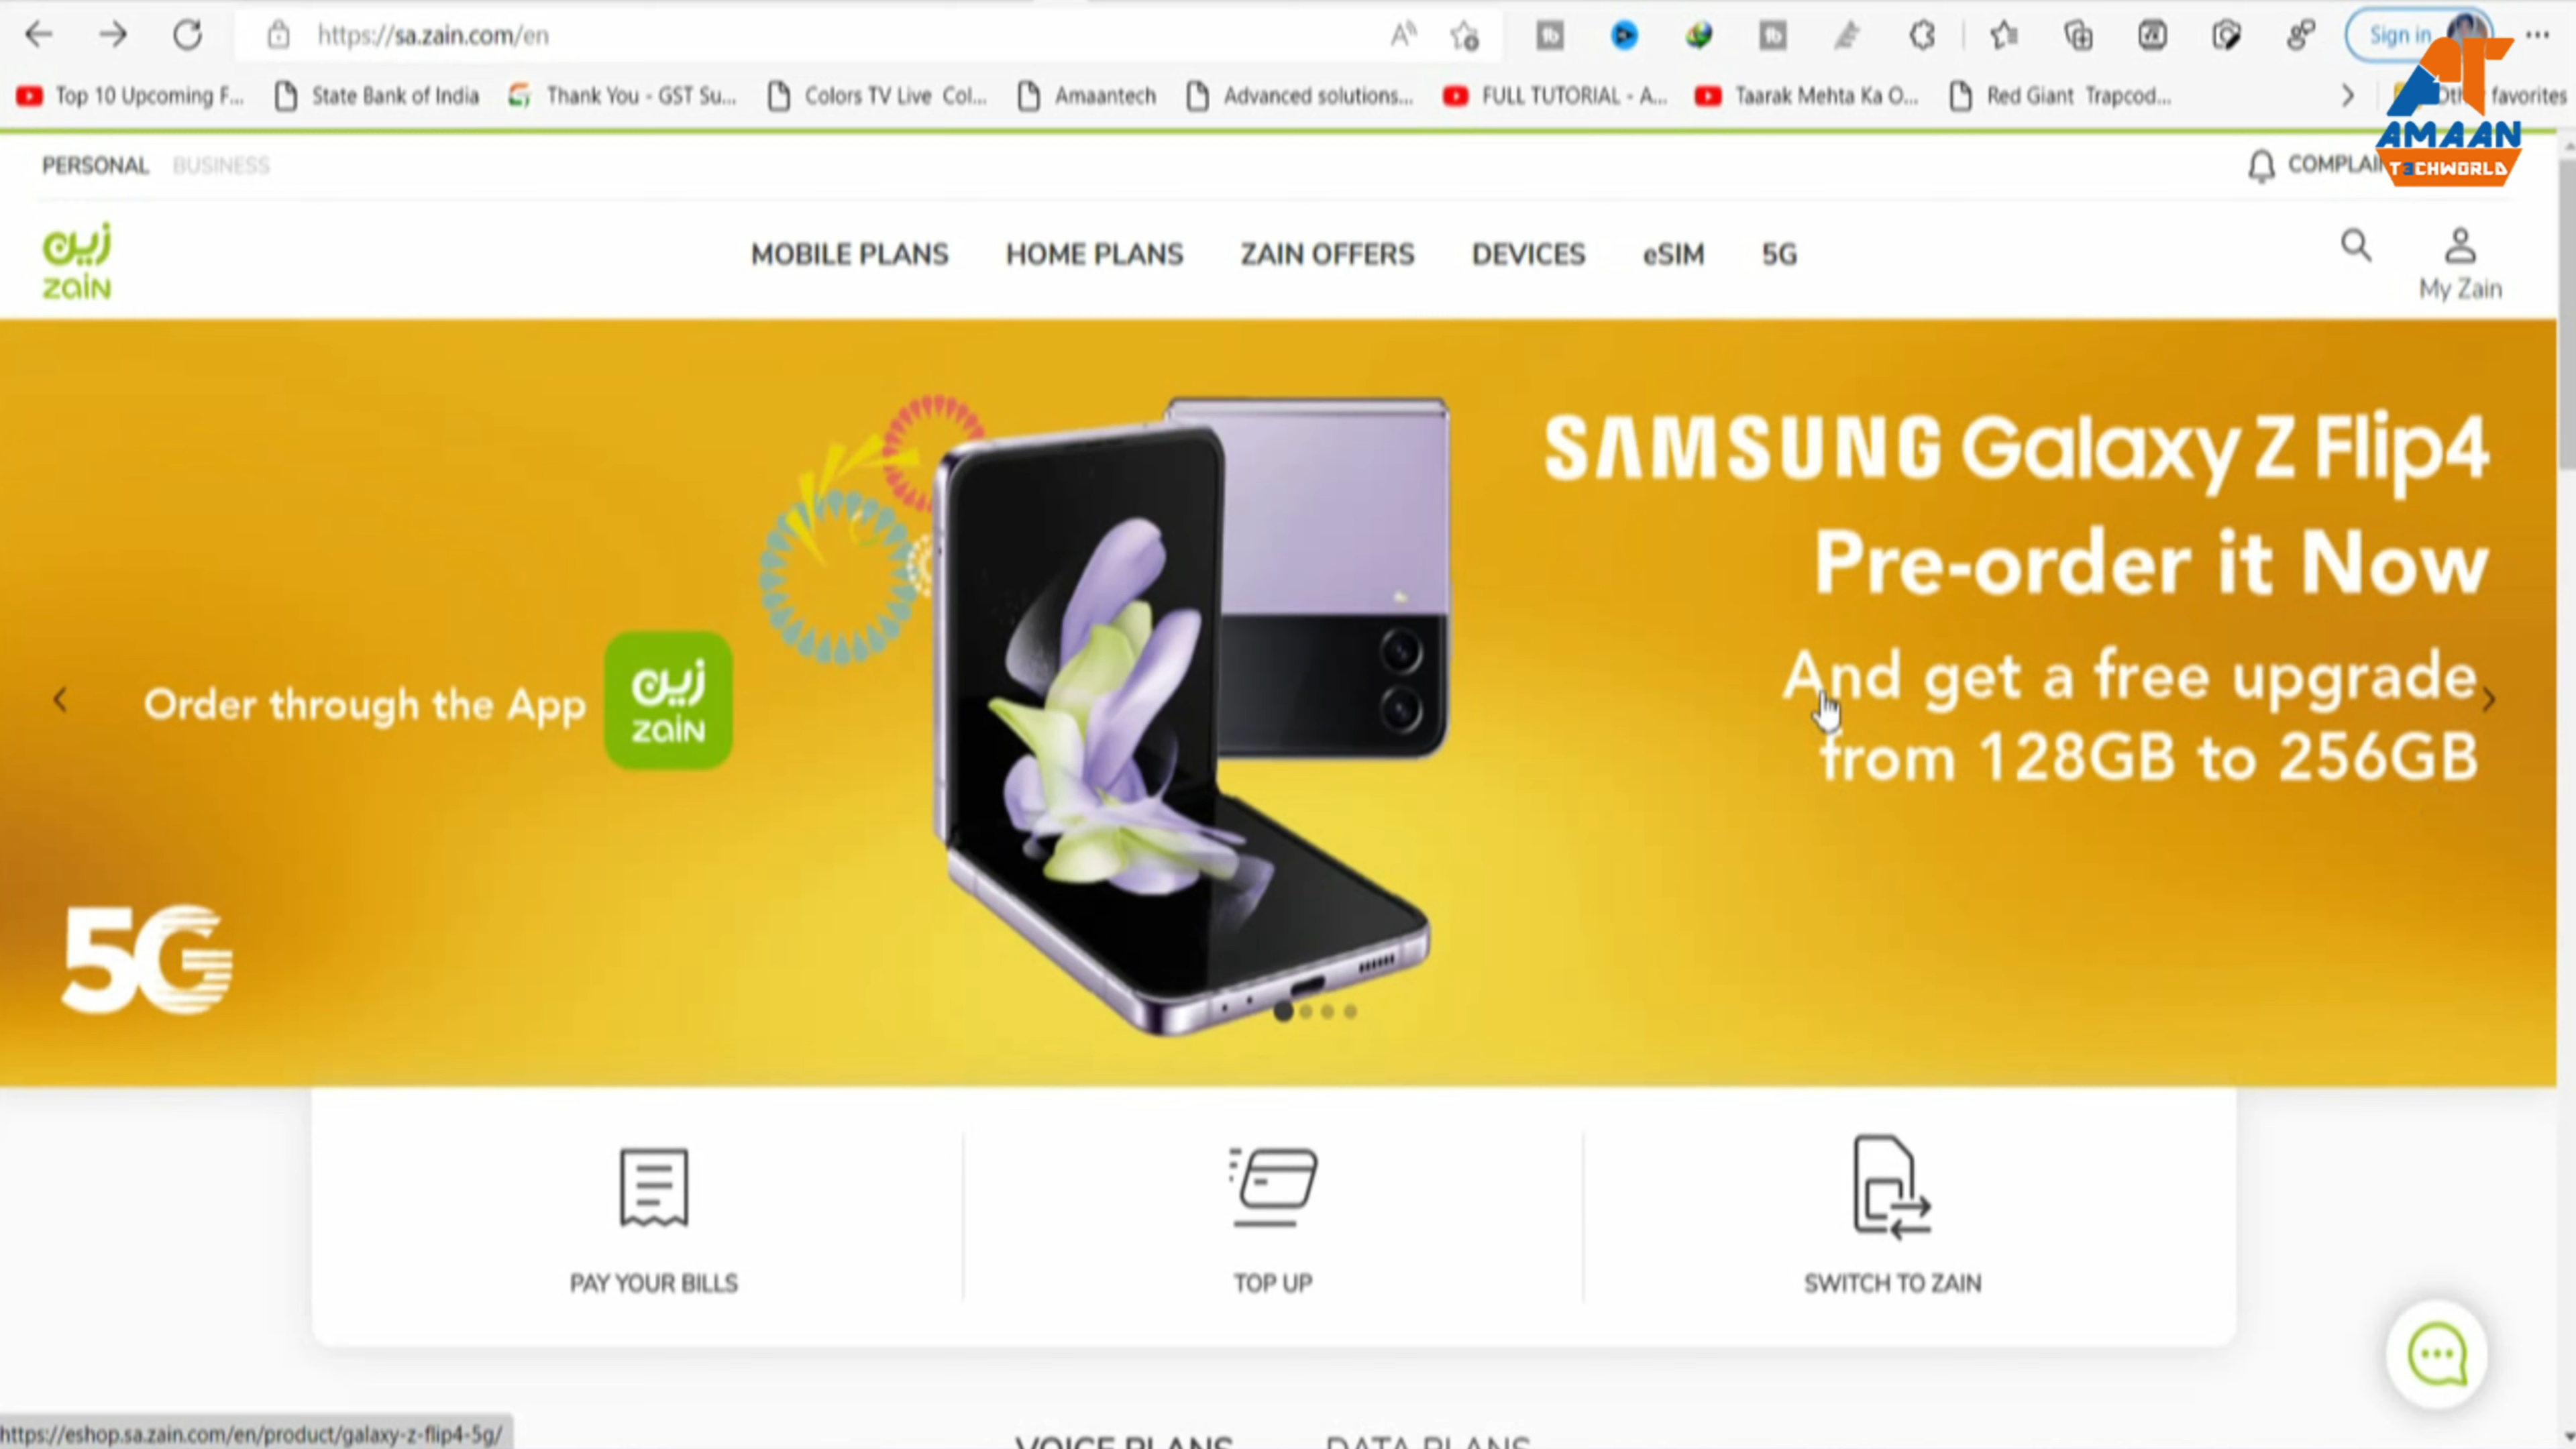 https://sa.zain.com/en
Sign in
Top 10 Upcoming F...
State Bank of India
Thank You - GST Su...
Colors TV Live Col...
Amaantech
Advanced solutions...
FULL TUTORIAL - A...
Taarak Mehta Ka O...
Red Giant Trapcod...
favorites
AT
AMAAN
T3CHWORLD
PERSONAL
BUSINESS
زين
zain
MOBILE PLANS
HOME PLANS
ZAIN OFFERS
DEVICES
eSIM
5G
My Zain
SAMSUNG Galaxy Z Flip4
Pre-order it Now
And get a free upgrade
from 128GB to 256GB
Order through the App
زين
zain
5G
PAY YOUR BILLS
TOP UP
SWITCH TO ZAIN
VOICE PLANS
DATA PLANS
https://eshop.sa.zain.com/en/product/galaxy-z-flip4-5g/